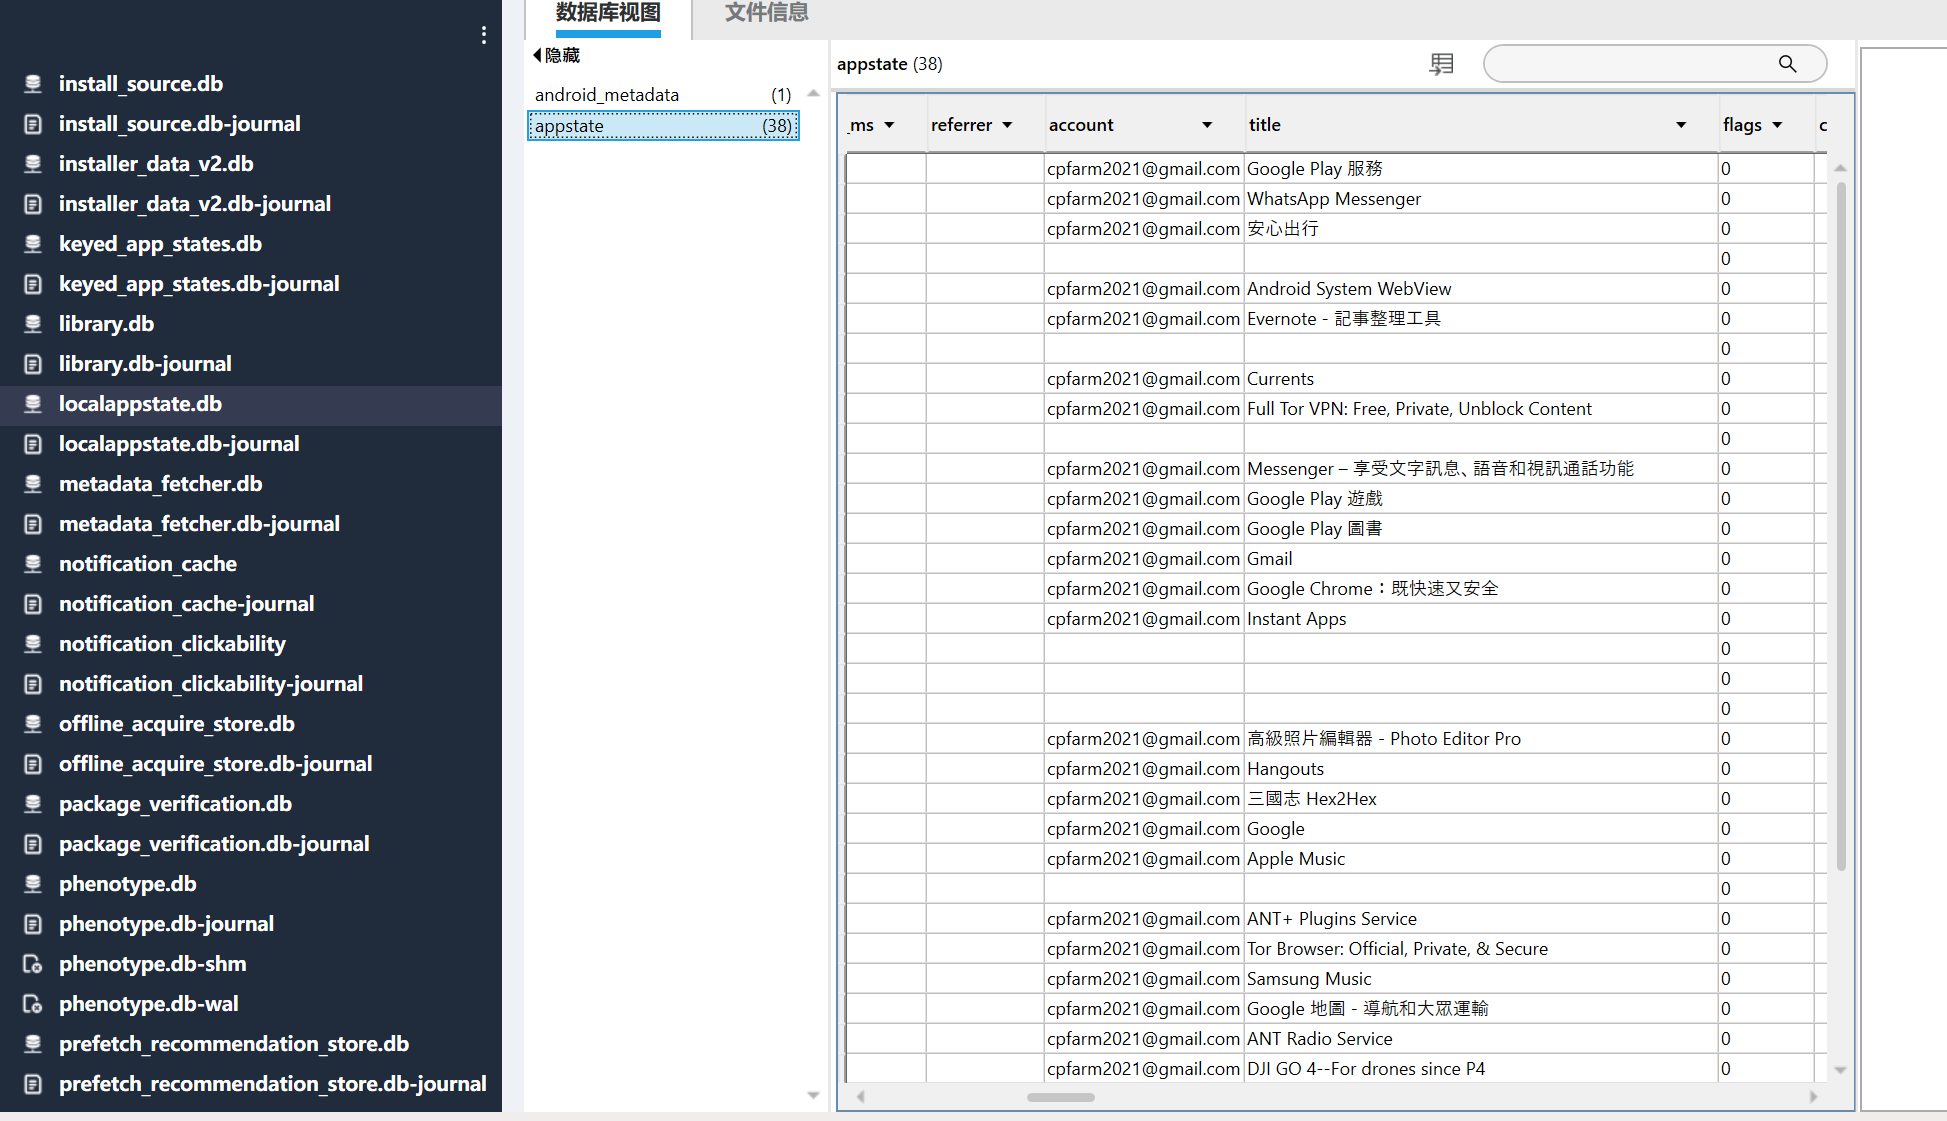 install_source.db
install_source.db-journal
installer_data_v2.db
installer_data_v2.db-journal
keyed_app_states.db
keyed_app_states.db-journal
library.db
library.db-journal
localappstate.db
localappstate.db-journal
metadata_fetcher.db
metadata_fetcher.db-journal
notification_cache
notification_cache-journal
notification_clickability
notification_clickability-journal
offline_acquire_store.db
offline_acquire_store.db-journal
package_verification.db
package_verification.db-journal
phenotype.db
phenotype.db-journal
phenotype.db-shm
phenotype.db-wal
prefetch_recommendation_store.db
prefetch_recommendation_store.db-journal
数据库视图 文件信息
隐藏
android_metadata (1)
appstate (38)
appstate (38)
_ms referrer account title flags c
cpfarm2021@gmail.com Google Play 服務 0
cpfarm2021@gmail.com WhatsApp Messenger 0
cpfarm2021@gmail.com 安心出行 0
0
cpfarm2021@gmail.com Android System WebView 0
cpfarm2021@gmail.com Evernote - 記事整理工具 0
0
cpfarm2021@gmail.com Currents 0
cpfarm2021@gmail.com Full Tor VPN: Free, Private, Unblock Content 0
0
cpfarm2021@gmail.com Messenger – 享受文字訊息、語音和視訊通話功能 0
cpfarm2021@gmail.com Google Play 遊戲 0
cpfarm2021@gmail.com Google Play 圖書 0
cpfarm2021@gmail.com Gmail 0
cpfarm2021@gmail.com Google Chrome：既快速又安全 0
cpfarm2021@gmail.com Instant Apps 0
0
0
0
cpfarm2021@gmail.com 高級照片編輯器 - Photo Editor Pro 0
cpfarm2021@gmail.com Hangouts 0
cpfarm2021@gmail.com 三國志 Hex2Hex 0
cpfarm2021@gmail.com Google 0
cpfarm2021@gmail.com Apple Music 0
0
cpfarm2021@gmail.com ANT+ Plugins Service 0
cpfarm2021@gmail.com Tor Browser: Official, Private, & Secure 0
cpfarm2021@gmail.com Samsung Music 0
cpfarm2021@gmail.com Google 地圖 - 導航和大眾運輸 0
cpfarm2021@gmail.com ANT Radio Service 0
cpfarm2021@gmail.com DJI GO 4--For drones since P4 0